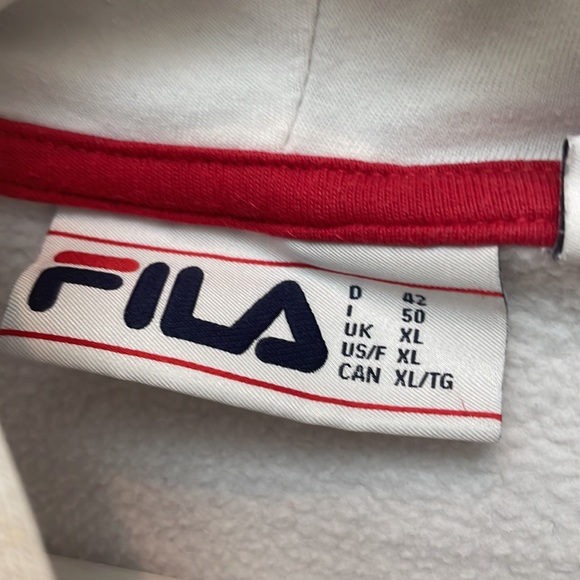 FILA
D 42
I 50
UK XL
US/F XL
CAN XL/TG